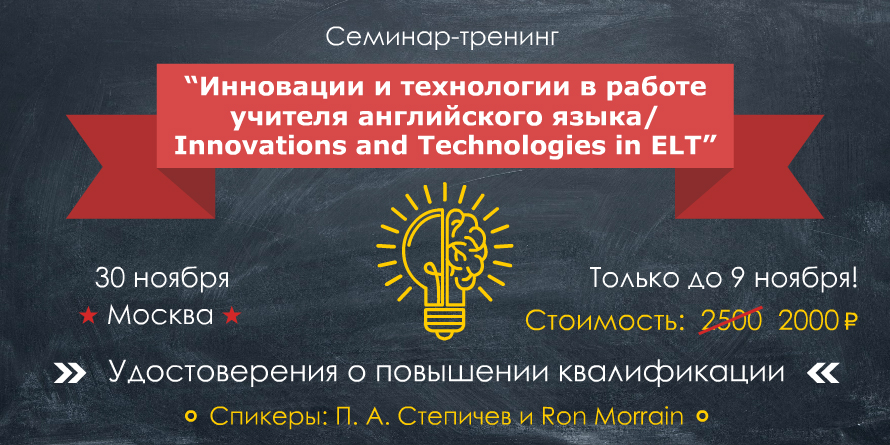 Семинар-тренинг
“Инновации и технологии в работе
учителя английского языка/
Innovations and Technologies in ELT”
30 ноября
Москва
Только до 9 ноября!
Стоимость: 2500 2000 ₽
Удостоверения о повышении квалификации
Спикеры: П. А. Степичев и Ron Morrain